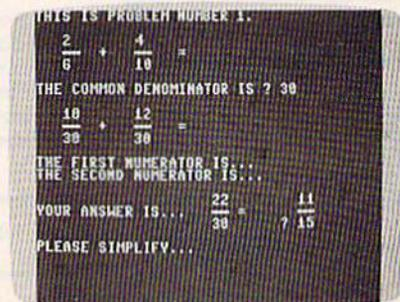 THIS IS PROBLEM NUMBER 1.
2 4
— + — =
6 10
THE COMMON DENOMINATOR IS ? 30
10 12
— + — =
30 30
THE FIRST NUMERATOR IS...
THE SECOND NUMERATOR IS...
22 11
YOUR ANSWER IS... — = ? —
30 15
PLEASE SIMPLIFY...